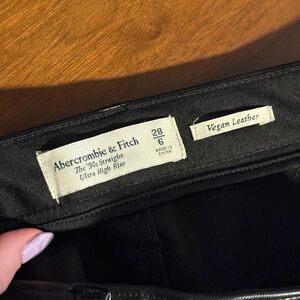 Abercrombie & Fitch
The '90s Straight
Ultra High Rise
28
6
MADE IN
CHINA
Vegan Leather